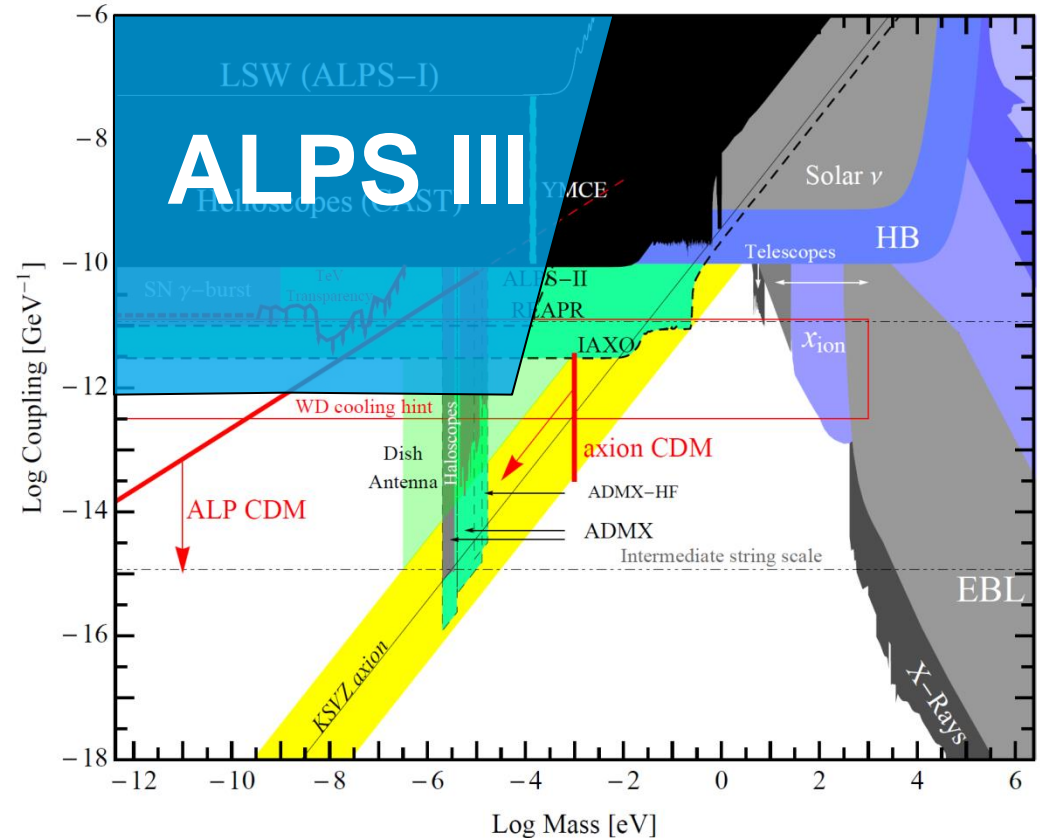 −6
−8
−10
−12
−14
−16
−18
Log Coupling [GeV⁻¹]
LSW (ALPS−I)
ALPS III
Helioscopes (CAST)
YMCE
Solar ν
HB
Telescopes
SN γ−burst
TeV
Transparency
ALPS−II
REAPR
IAXO
x_ion
WD cooling hint
Dish
Antenna
Haloscopes
axion CDM
ADMX−HF
ADMX
ALP CDM
Intermediate string scale
EBL
KSVZ axion
X−Rays
−12
−10
−8
−6
−4
−2
0
2
4
6
Log Mass [eV]